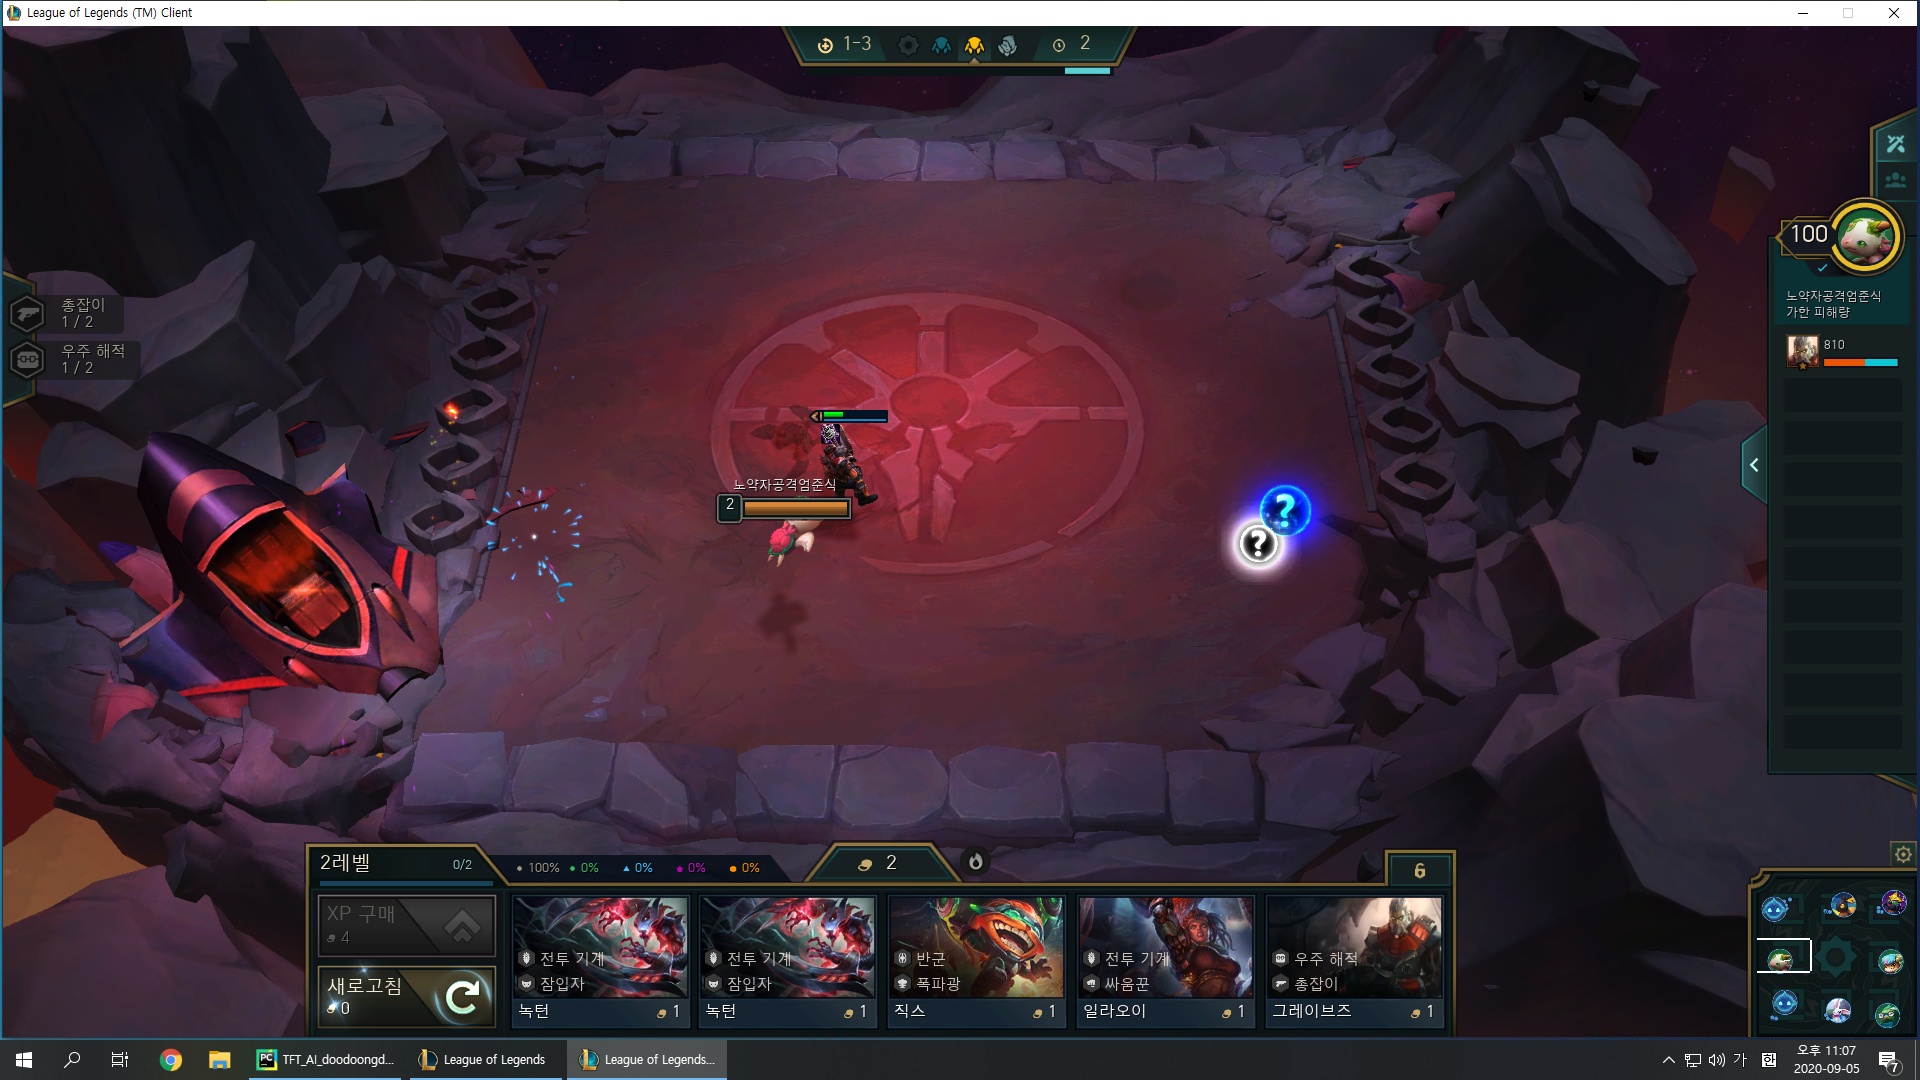 League of Legends (TM) Client
1-3
2
100
노약자공격엄준식
가한 피해량
810
총잡이
1 / 2
우주 해적
1 / 2
노약자공격엄준식
2
?
?
2레벨
0/2
100%
0%
0%
0%
0%
2
XP 구매
4
새로고침
0
전투 기계
잠입자
녹턴
1
전투 기계
잠입자
녹턴
1
반군
폭파광
직스
1
전투 기계
싸움꾼
일라오이
1
우주 해적
총잡이
그레이브즈
1
TFT_AI_doodoongd...
League of Legends
League of Legends...
가
오후 11:07
2020-09-05
7